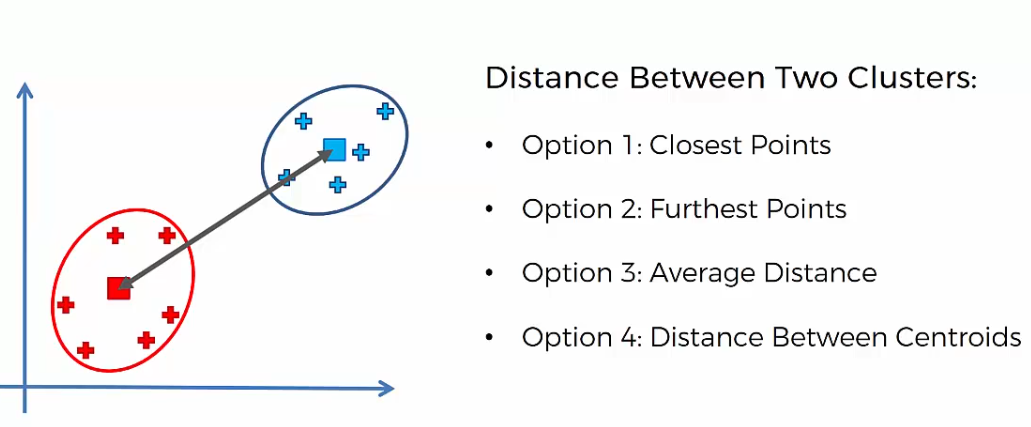 Distance Between Two Clusters:
• Option 1: Closest Points
• Option 2: Furthest Points
• Option 3: Average Distance
• Option 4: Distance Between Centroids